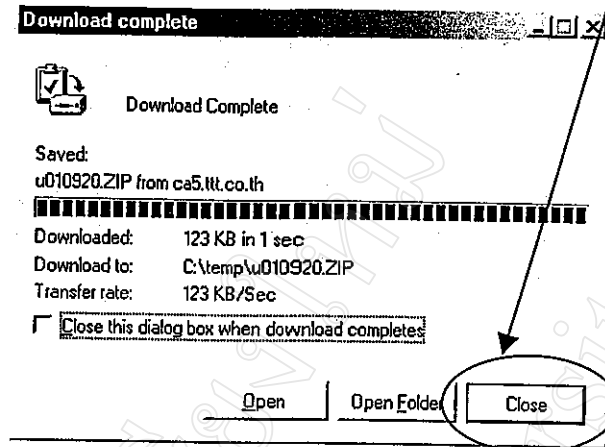 Download complete
Download Complete
Saved:
u010920.ZIP from ca5.ttt.co.th
Downloaded: 123 KB in 1 sec
Download to: C:\temp\u010920.ZIP
Transfer rate: 123 KB/Sec
Close this dialog box when download completes
Open Open Folder Close